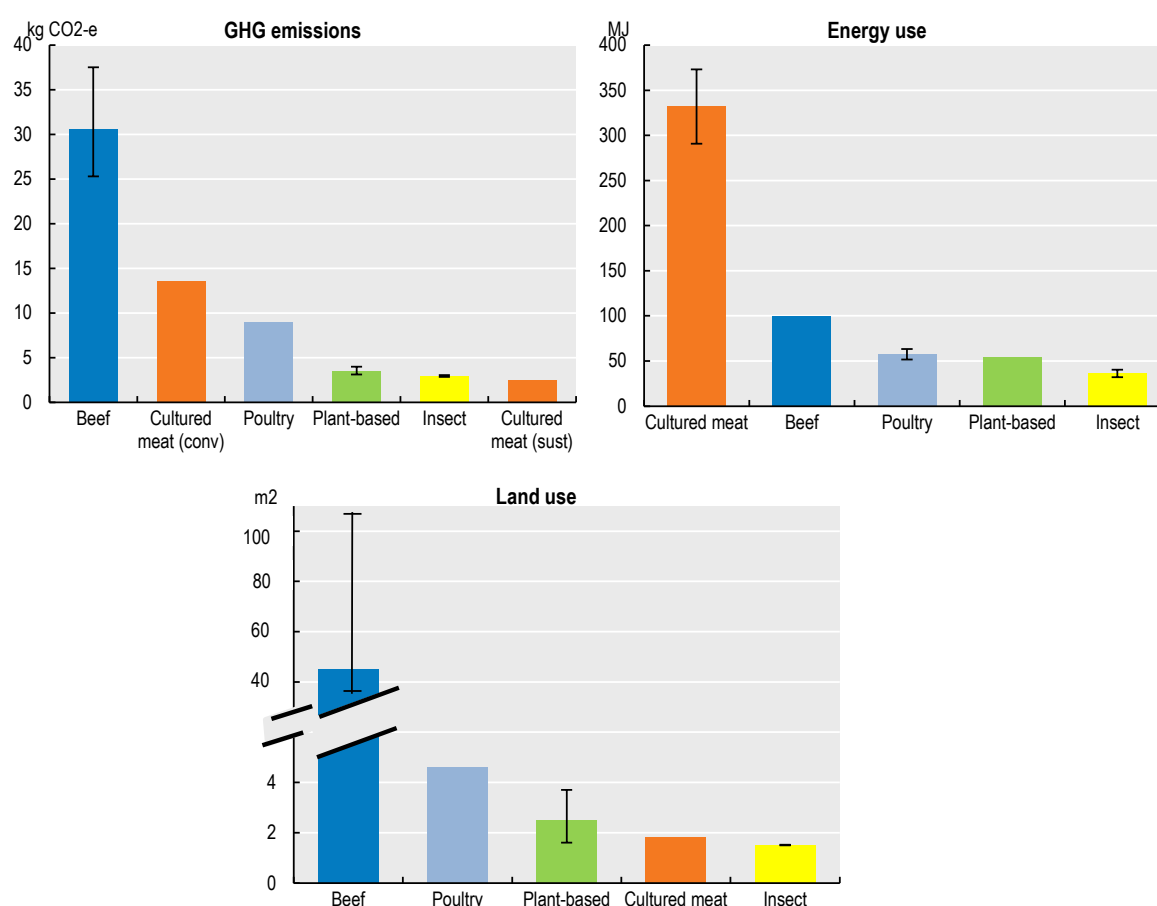 kg CO2-e
GHG emissions
40
35
30
25
20
15
10
5
0
Beef
Cultured
meat (conv)
Poultry
Plant-based
Insect
Cultured
meat (sust)
MJ
Energy use
400
350
300
250
200
150
100
50
0
Cultured meat
Beef
Poultry
Plant-based
Insect
m2
Land use
100
80
60
40
4
2
0
Beef
Poultry
Plant-based
Cultured meat
Insect